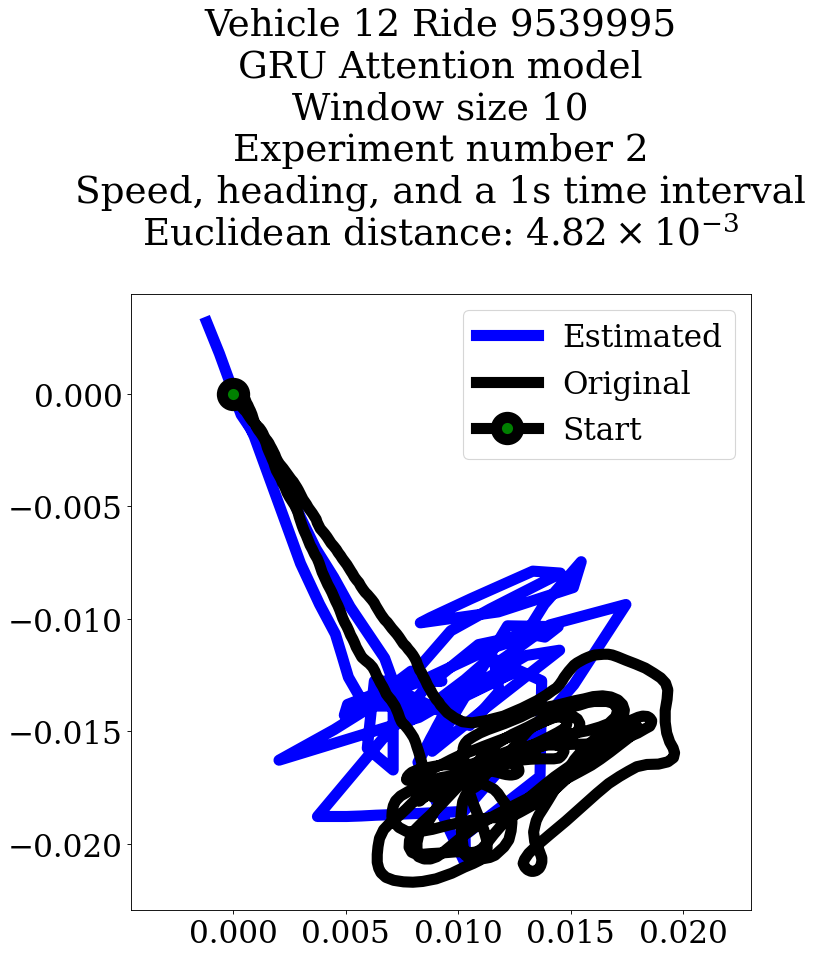 Vehicle 12 Ride 9539995
GRU Attention model
Window size 10
Experiment number 2
Speed, heading, and a 1s time interval
Euclidean distance: 4.82 × 10⁻³
Estimated
Original
Start
0.000
−0.005
−0.010
−0.015
−0.020
0.000 0.005 0.010 0.015 0.020